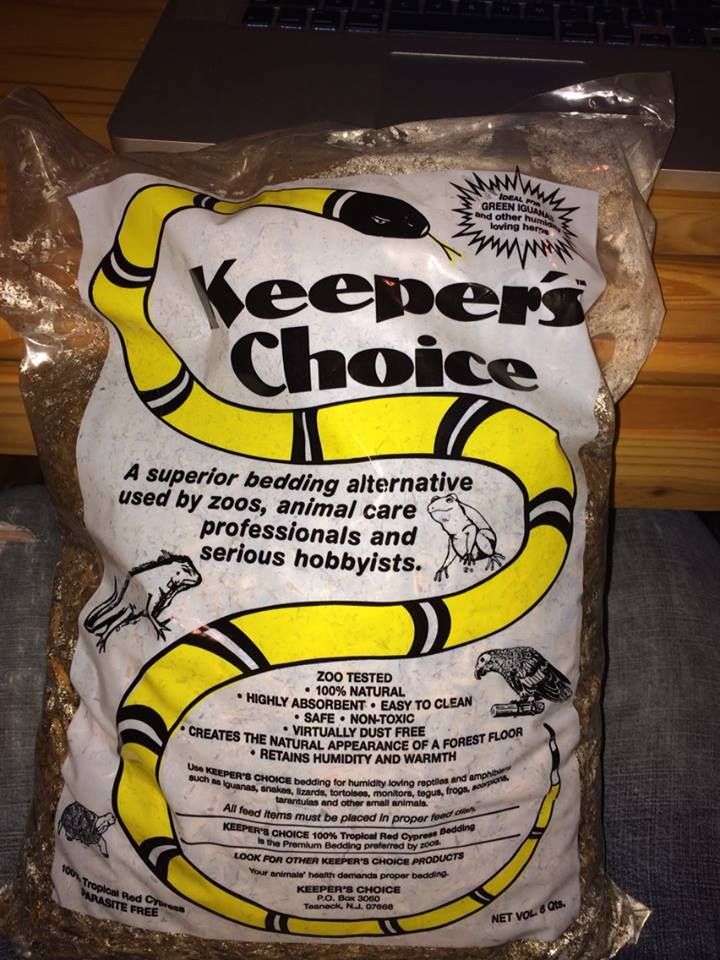 IDEAL FOR
GREEN IGUANAS
and other humidity
loving herps
Keeper's™
Choice
A superior bedding alternative
used by zoos, animal care
professionals and
serious hobbyists.
ZOO TESTED
• 100% NATURAL
• HIGHLY ABSORBENT • EASY TO CLEAN
• SAFE • NON-TOXIC
• VIRTUALLY DUST FREE
• CREATES THE NATURAL APPEARANCE OF A FOREST FLOOR
• RETAINS HUMIDITY AND WARMTH
Use KEEPER'S CHOICE bedding for humidity loving reptiles and amphibians
such as iguanas, snakes, lizards, tortoises, monitors, tegus, frogs, scorpions,
tarantulas and other small animals.
All feed items must be placed in proper feed dish.
KEEPER'S CHOICE 100% Tropical Red Cypress Bedding
is the Premium Bedding preferred by zoos.
LOOK FOR OTHER KEEPER'S CHOICE PRODUCTS
Your animals' health demands proper bedding.
KEEPER'S CHOICE
P.O. Box 3060
Teaneck, N.J. 07666
100% Tropical Red Cypress
PARASITE FREE
NET VOL. 6 Qts.